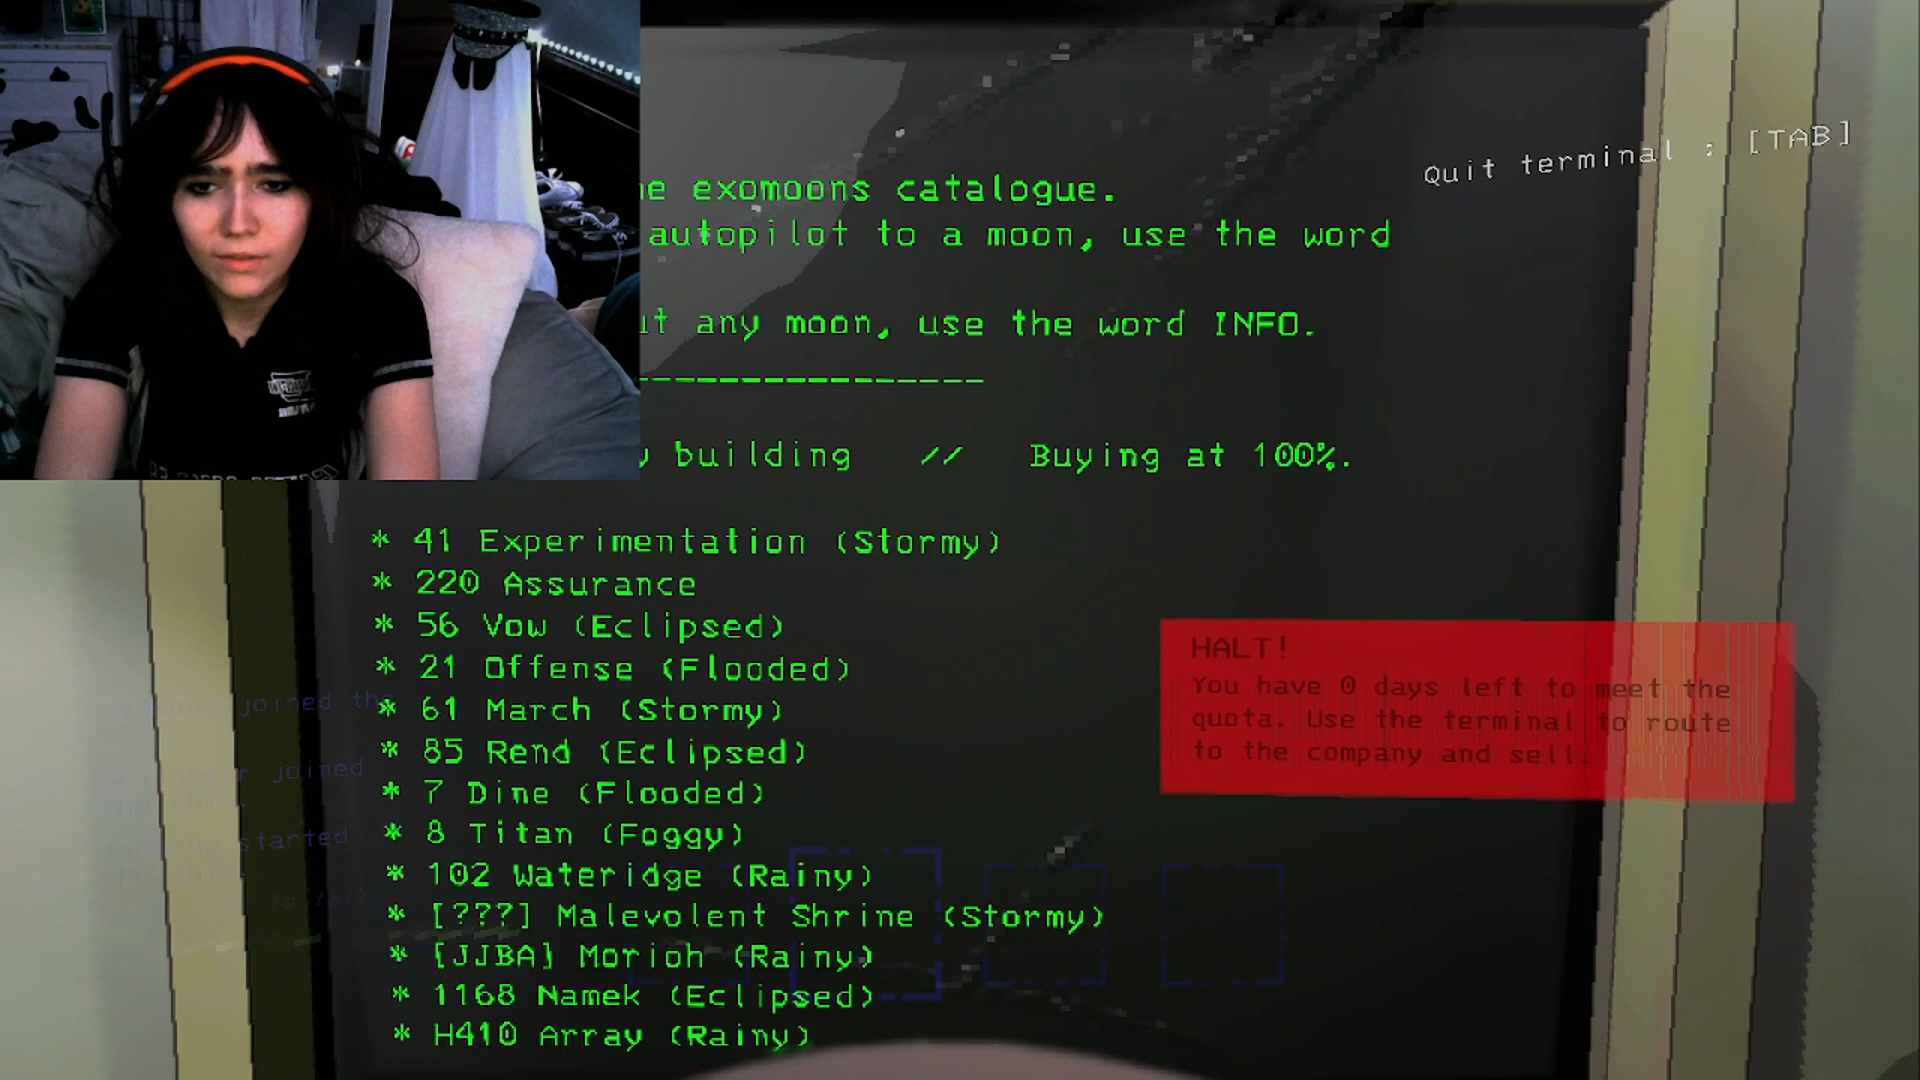 e exomoons catalogue.
Quit terminal : [TAB]
autopilot to a moon, use the word
t any moon, use the word INFO.
y building // Buying at 100%.
* 41 Experimentation (Stormy)
* 220 Assurance
* 56 Vow (Eclipsed)
* 21 Offense (Flooded)
* 61 March (Stormy)
* 85 Rend (Eclipsed)
* 7 Dine (Flooded)
* 8 Titan (Foggy)
* 102 Wateridge (Rainy)
* [???] Malevolent Shrine (Stormy)
* [JJBA] Morioh (Rainy)
* 1168 Namek (Eclipsed)
* H410 Array (Rainy)
HALT!
You have 0 days left to meet the
quota. Use the terminal to route
to the company and sell.
joined the
joined
started